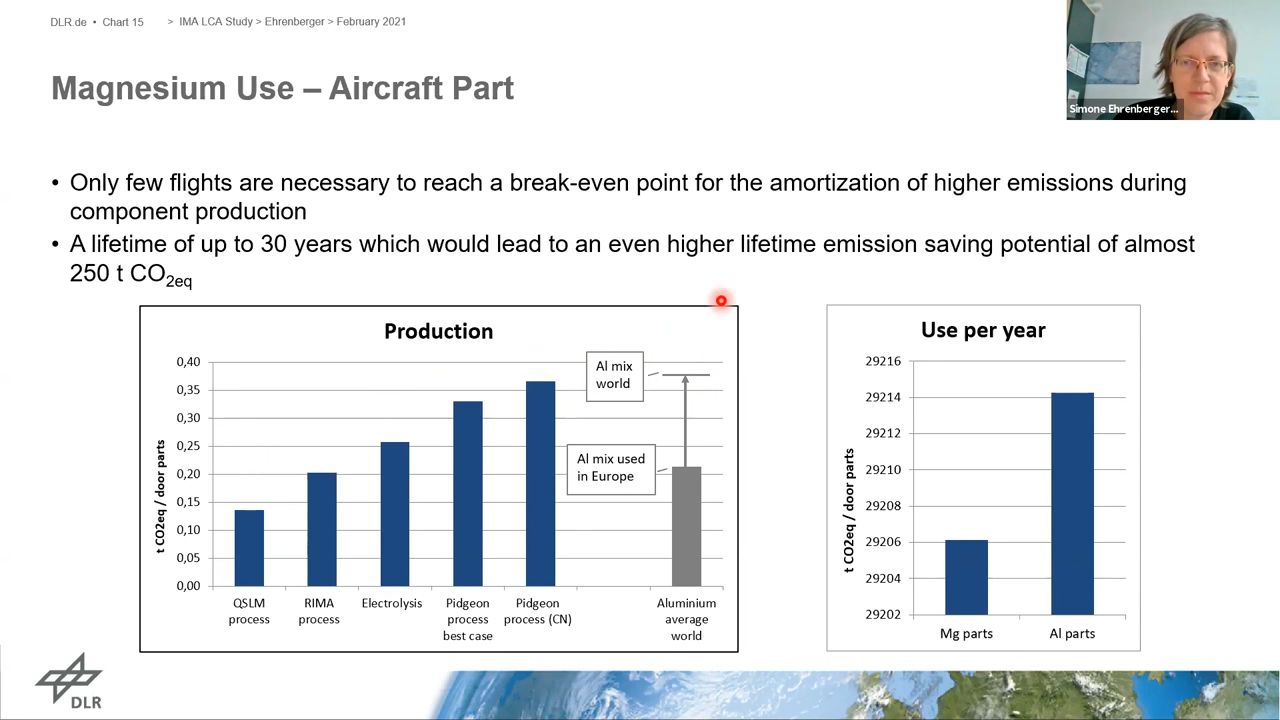 DLR.de • Chart 15 > IMA LCA Study > Ehrenberger > February 2021
Simone Ehrenberger...
Magnesium Use – Aircraft Part
• Only few flights are necessary to reach a break-even point for the amortization of higher emissions during
component production
• A lifetime of up to 30 years which would lead to an even higher lifetime emission saving potential of almost
250 t CO2eq
Production
t CO2eq / door parts
0,40
0,35
0,30
0,25
0,20
0,15
0,10
0,05
0,00
Al mix
world
Al mix used
in Europe
QSLM
process
RIMA
process
Electrolysis
Pidgeon
process
best case
Pidgeon
process (CN)
Aluminium
average
world
Use per year
t CO2eq / door parts
29216
29214
29212
29210
29208
29206
29204
29202
Mg parts
Al parts
DLR